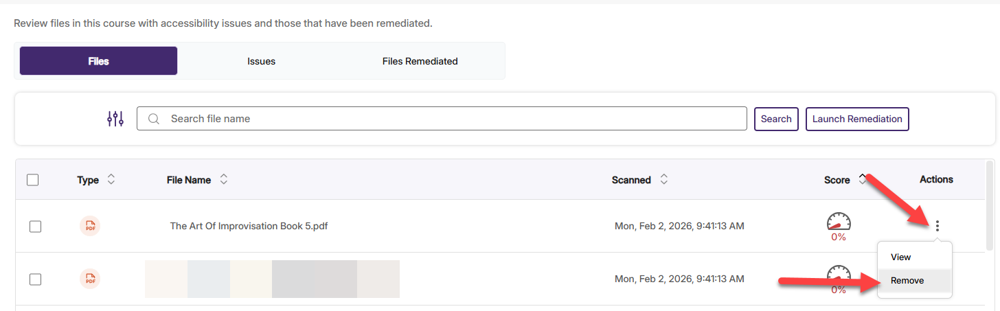 Review files in this course with accessibility issues and those that have been remediated.
Files Issues Files Remediated
Search file name Search Launch Remediation
Type File Name Scanned Score Actions
PDF The Art Of Improvisation Book 5.pdf Mon, Feb 2, 2026, 9:41:13 AM 0%
View
PDF Mon, Feb 2, 2026, 9:41:13 AM 0% Remove